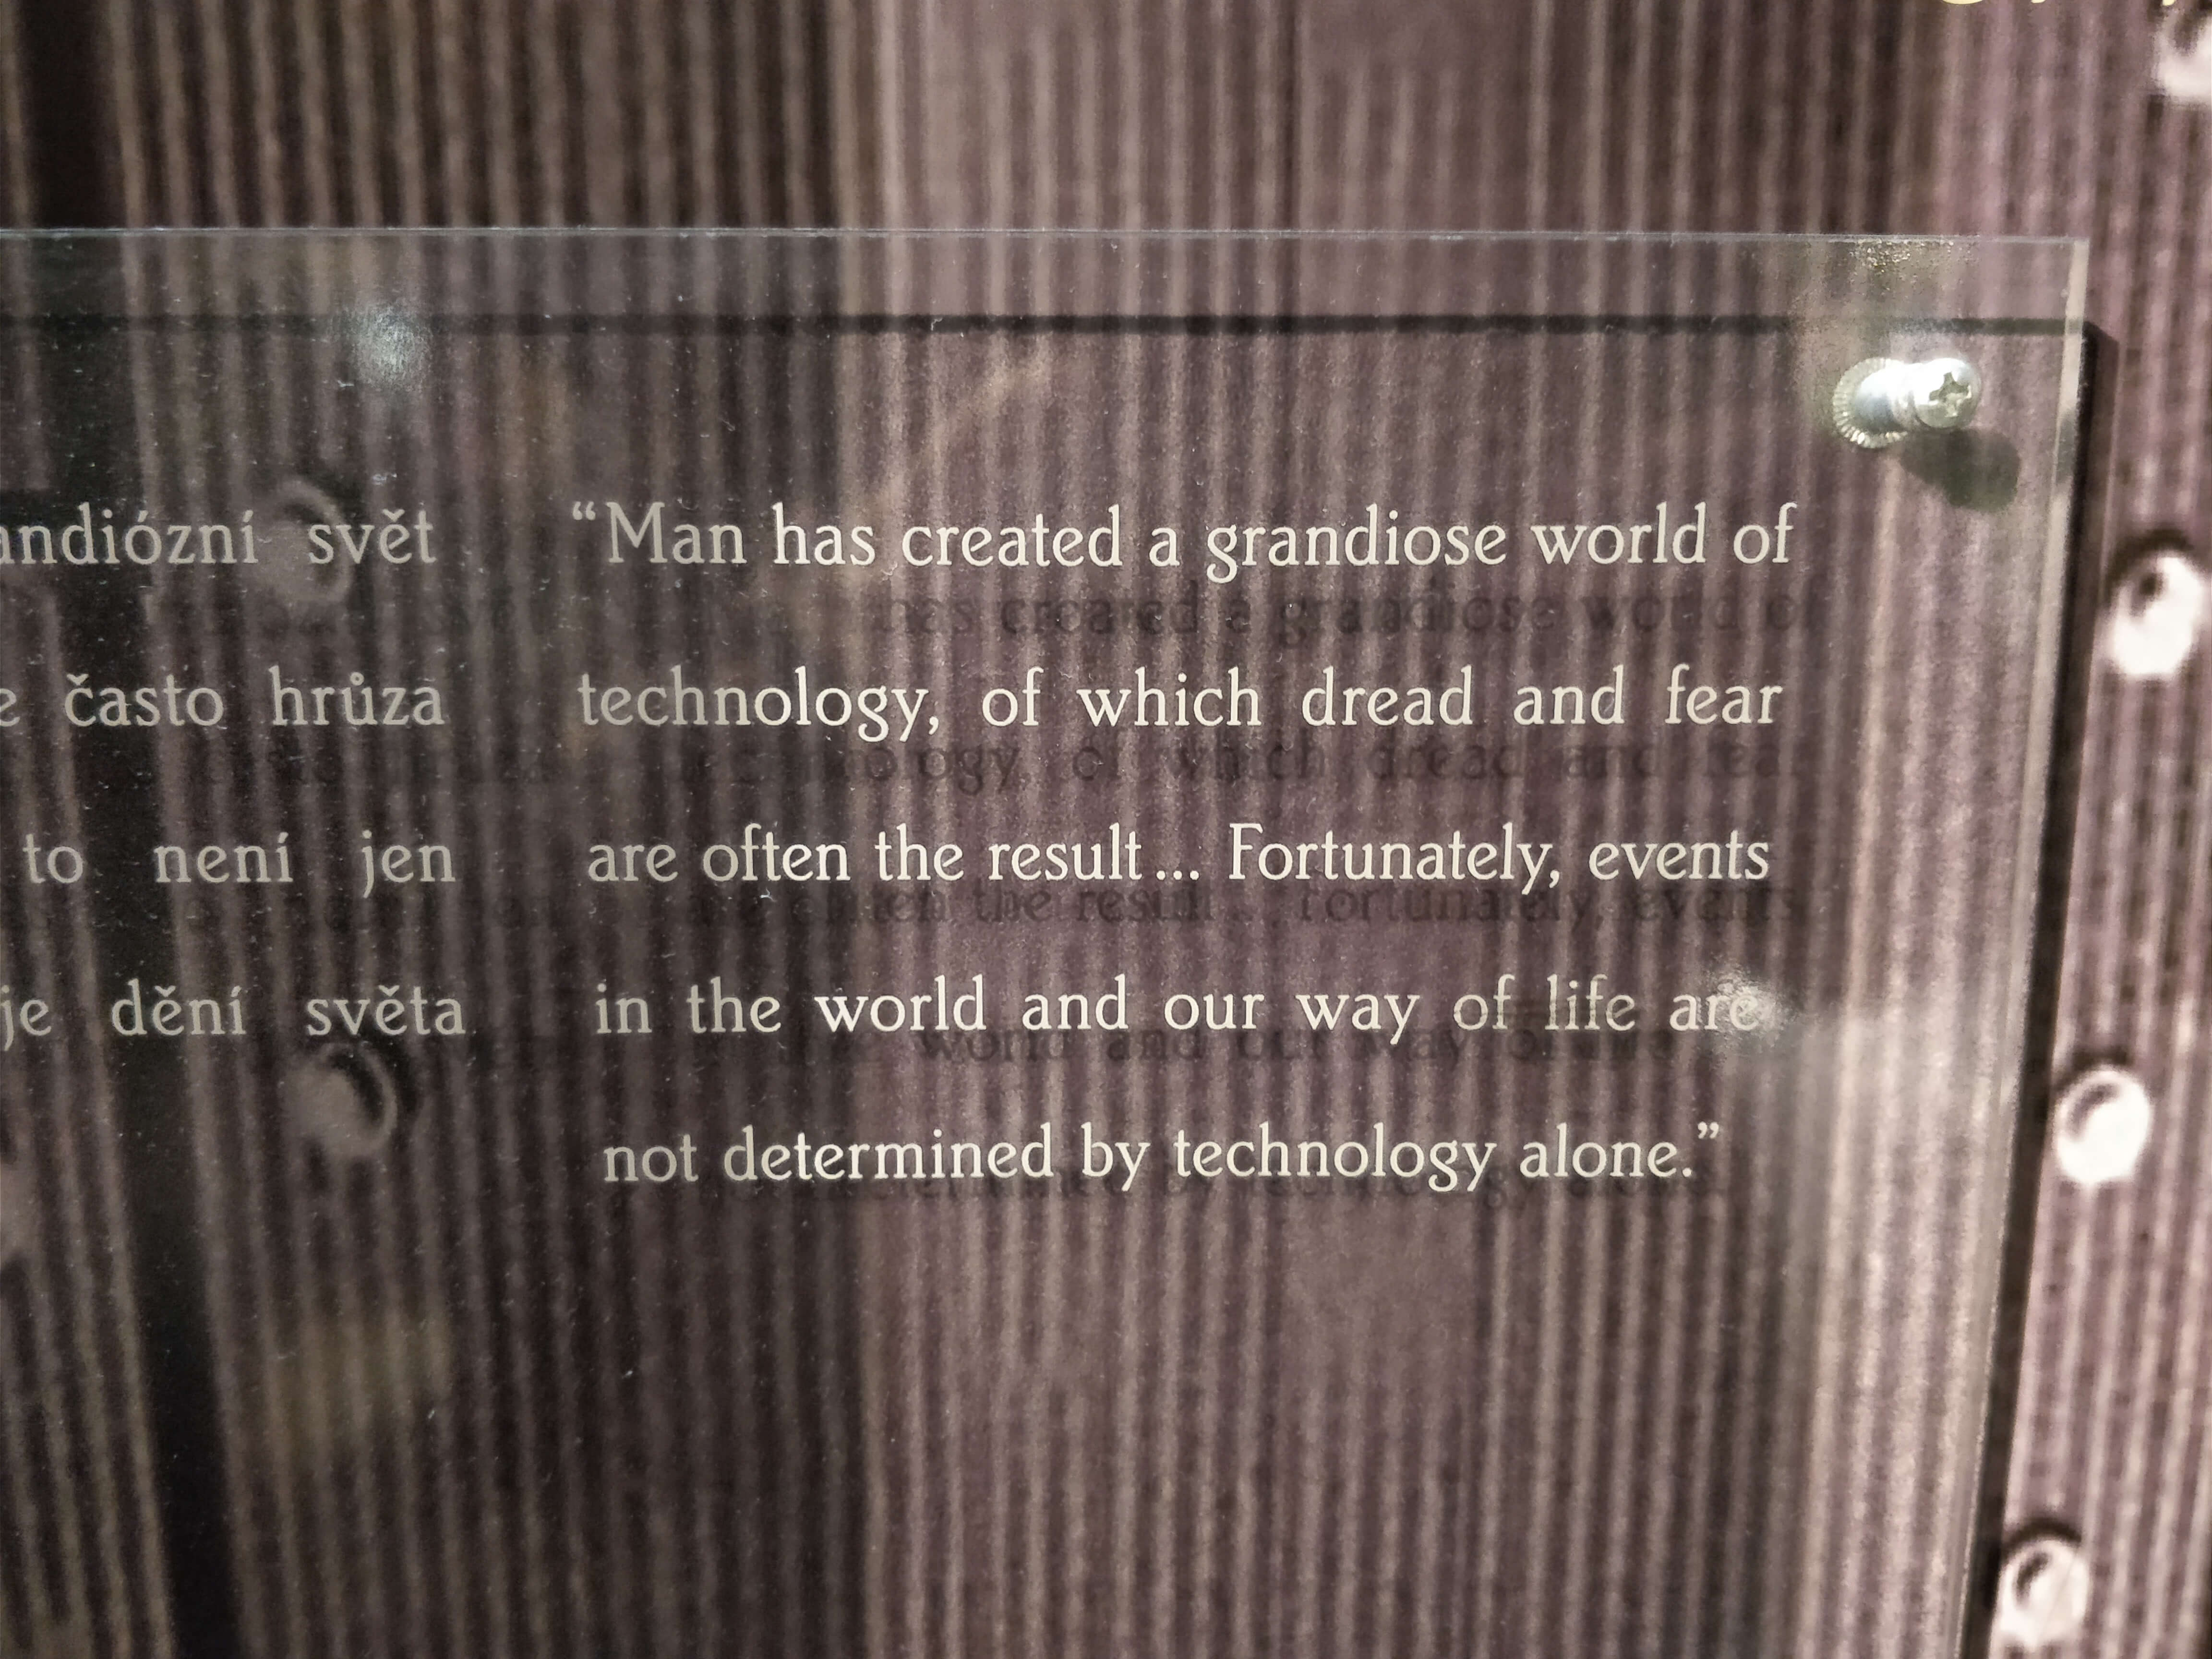 svět
často hrůza
to není jen
je dění světa
“Man has created a grandiose world of
technology, of which dread and fear
are often the result... Fortunately, events
in the world and our way of life are
not determined by technology alone.”